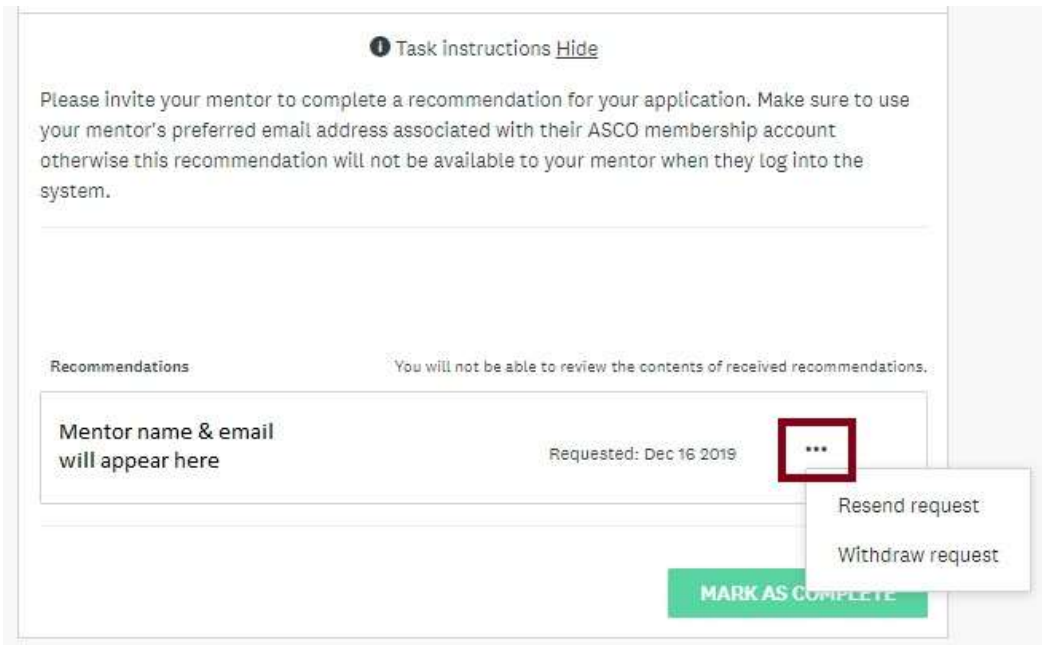 Task instructions Hide
Please invite your mentor to complete a recommendation for your application. Make sure to use
your mentor's preferred email address associated with their ASCO membership account
otherwise this recommendation will not be available to your mentor when they log into the
system.
Recommendations You will not be able to review the contents of received recommendations.
Mentor name & email
will appear here
Requested: Dec 16 2019 •••
Resend request
Withdraw request
MARK AS COMPLETE